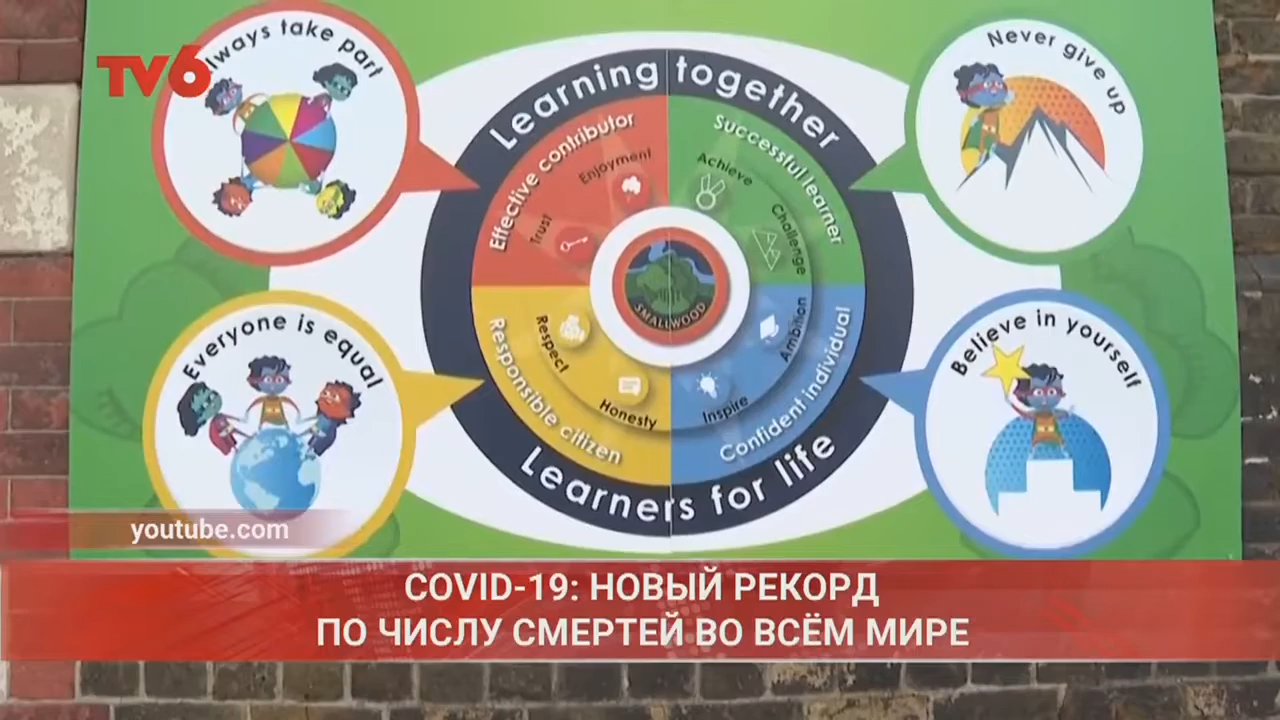 TV6
lways take part
Never give up
Learning together
Effective contributor
Enjoyment
Trust
Successful learner
Achieve
Challenge
SMALLWOOD
Everyone is equal
Responsible citizen
Respect
Honesty
Confident individual
Ambition
Inspire
Believe in yourself
Learners for life
youtube.com
COVID-19: НОВЫЙ РЕКОРД
ПО ЧИСЛУ СМЕРТЕЙ ВО ВСЁМ МИРЕ